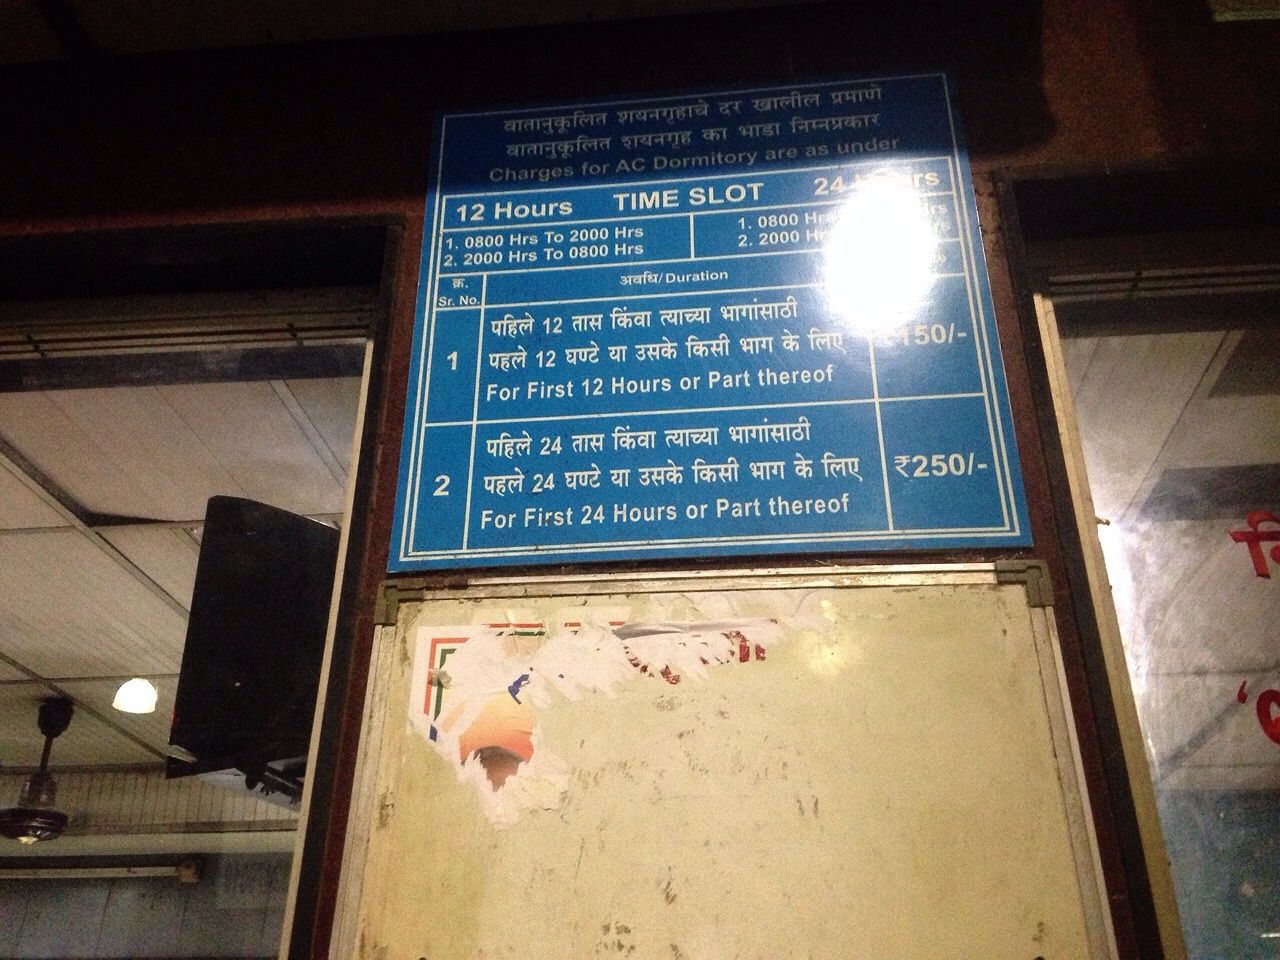 वातानुकूलित शयनगृहाचे दर खालील प्रमाणे
वातानुकूलित शयनगृह का भाडा निम्नप्रकार
Charges for AC Dormitory are as under
12 Hours TIME SLOT 24
1. 0800 Hrs To 2000 Hrs 1. 0800
2. 2000 Hrs To 0800 Hrs 2. 2000
क्र.
Sr. No.
अवधि/Duration
1
पहिले 12 तास किंवा त्याच्या भागांसाठी
पहले 12 घण्टे या उसके किसी भाग के लिए
For First 12 Hours or Part thereof
₹150/-
2
पहिले 24 तास किंवा त्याच्या भागांसाठी
पहले 24 घण्टे या उसके किसी भाग के लिए
For First 24 Hours or Part thereof
₹250/-